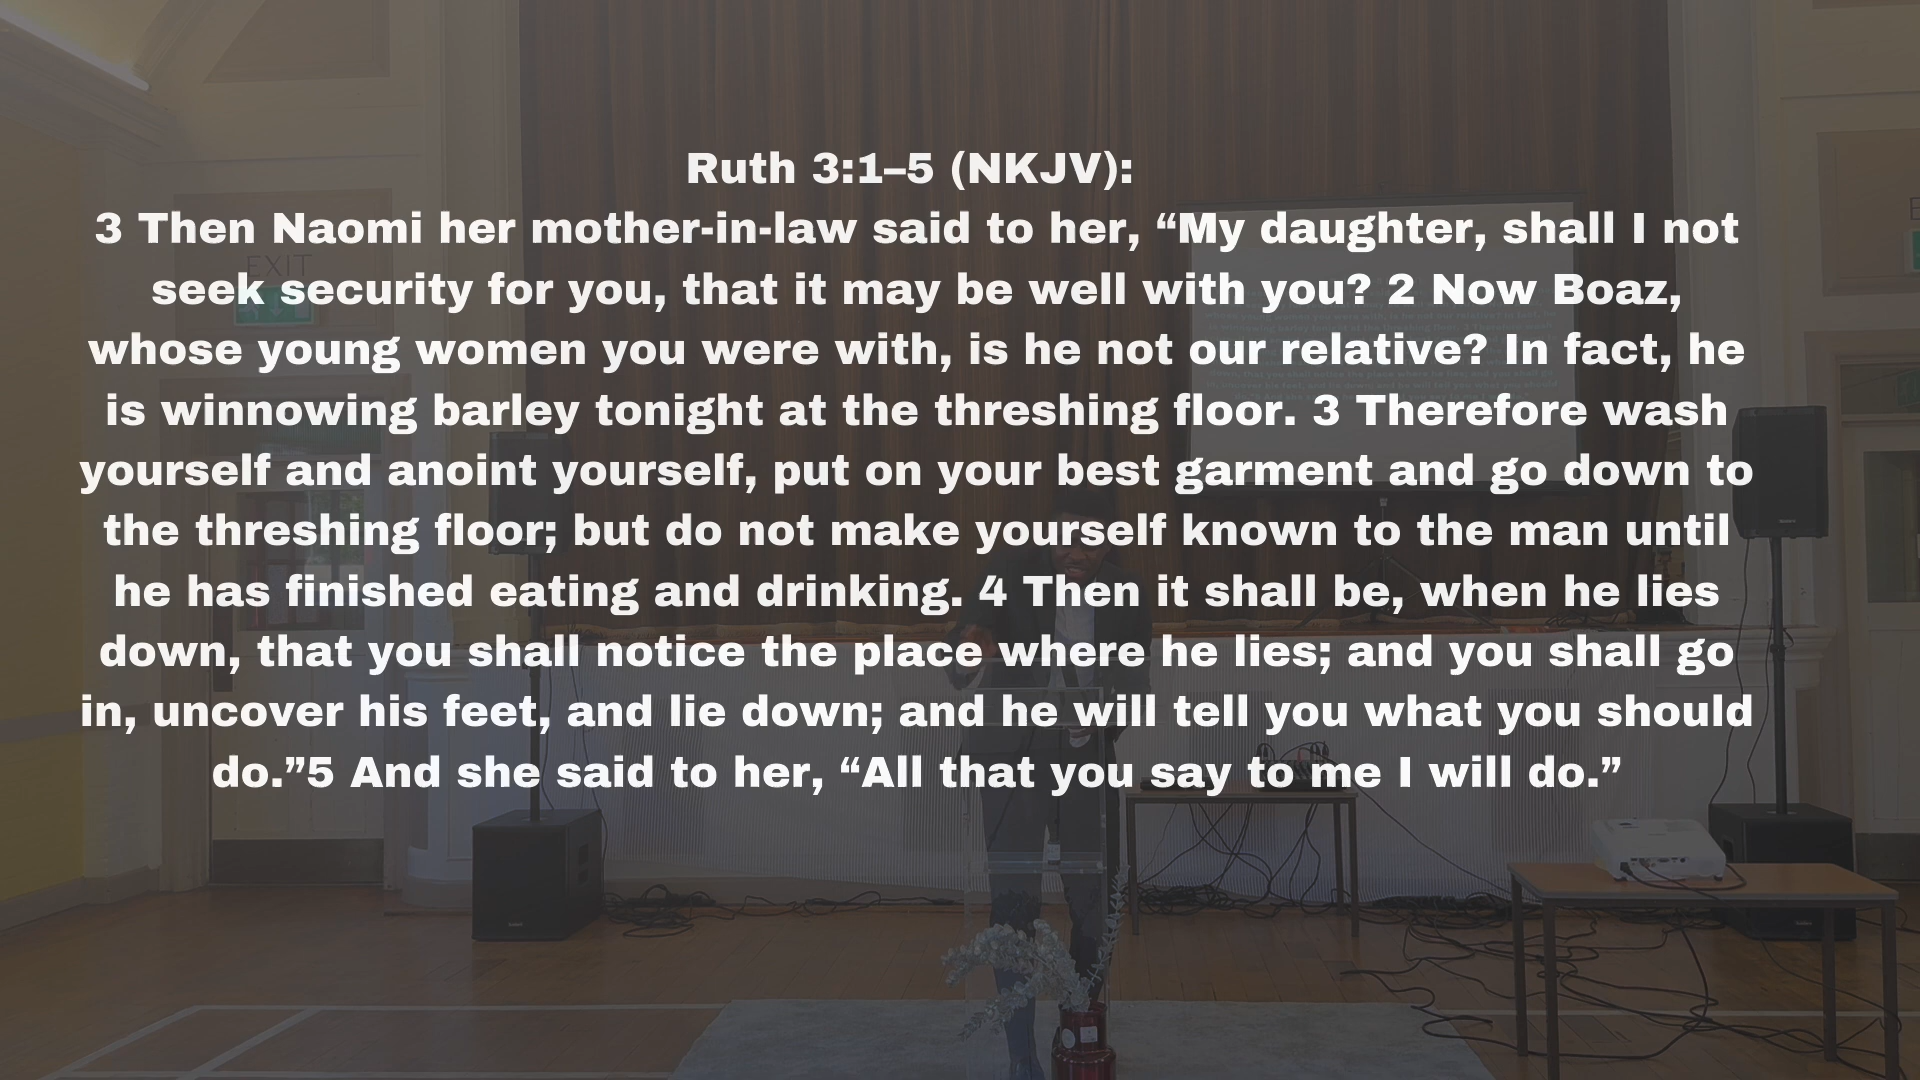 Ruth 3:1–5 (NKJV):
3 Then Naomi her mother-in-law said to her, “My daughter, shall I not
seek security for you, that it may be well with you? 2 Now Boaz,
whose young women you were with, is he not our relative? In fact, he
is winnowing barley tonight at the threshing floor. 3 Therefore wash
yourself and anoint yourself, put on your best garment and go down to
the threshing floor; but do not make yourself known to the man until
he has finished eating and drinking. 4 Then it shall be, when he lies
down, that you shall notice the place where he lies; and you shall go
in, uncover his feet, and lie down; and he will tell you what you should
do.”5 And she said to her, “All that you say to me I will do.”
EXIT